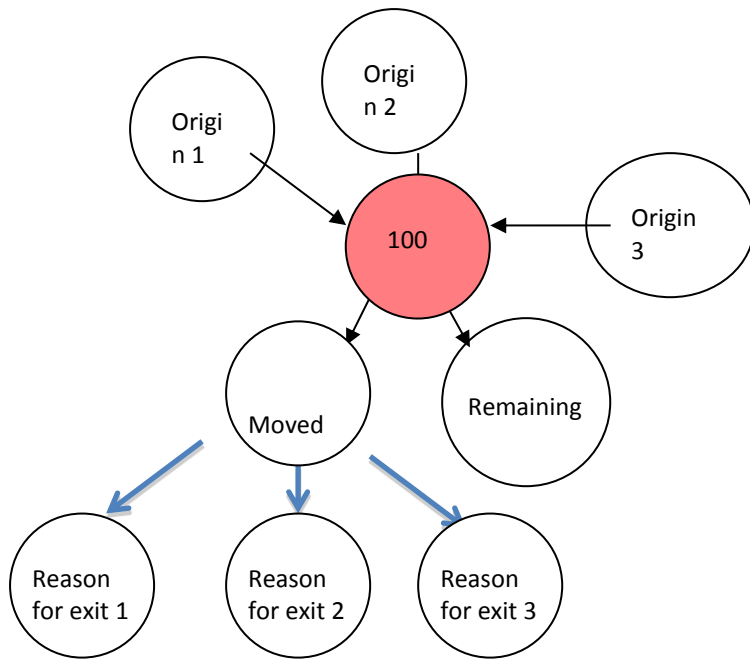 Origi
n 2
Origi
n 1
Origin
3
100
Moved
Remaining
Reason
for exit 1
Reason
for exit 2
Reason
for exit 3